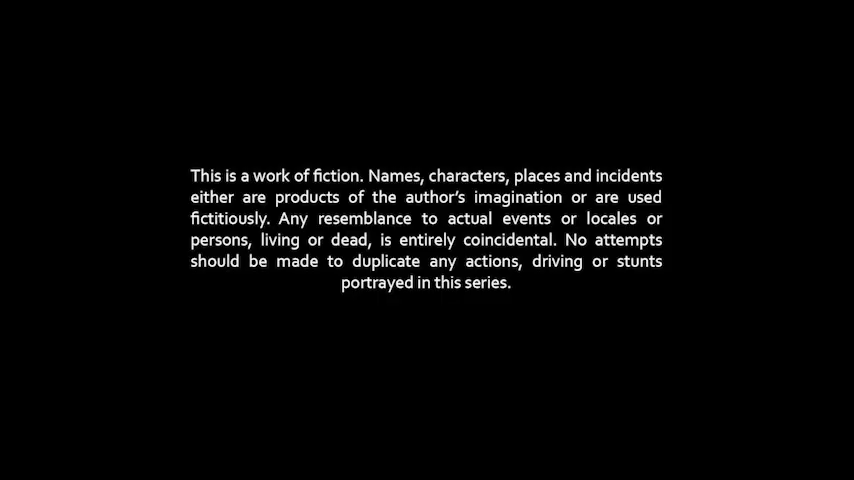 This is a work of fiction. Names, characters, places and incidents
either are products of the author's imagination or are used
fictitiously. Any resemblance to actual events or locales or
persons, living or dead, is entirely coincidental. No attempts
should be made to duplicate any actions, driving or stunts
portrayed in this series.